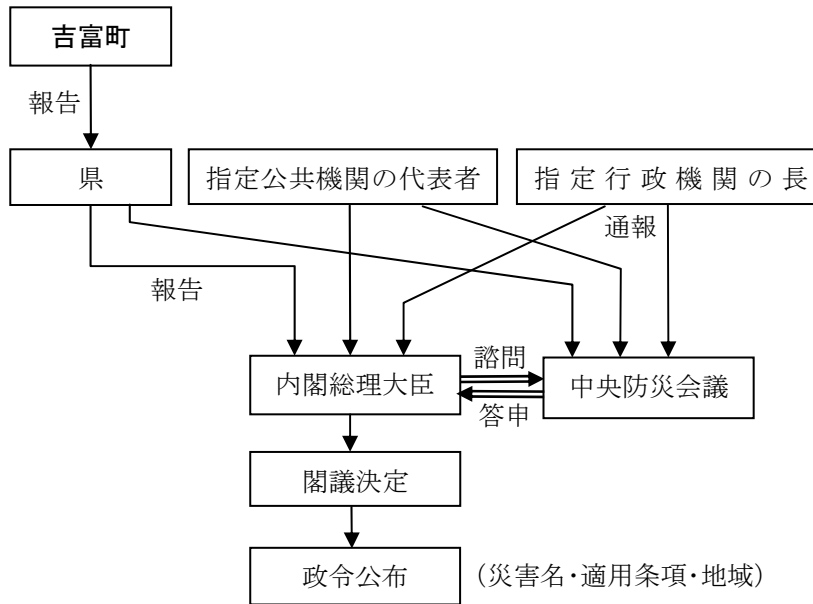 吉富町
報告
県
指定公共機関の代表者
指定行政機関の長
通報
報告
諮問
内閣総理大臣
中央防災会議
答申
閣議決定
政令公布
(災害名・適用条項・地域)